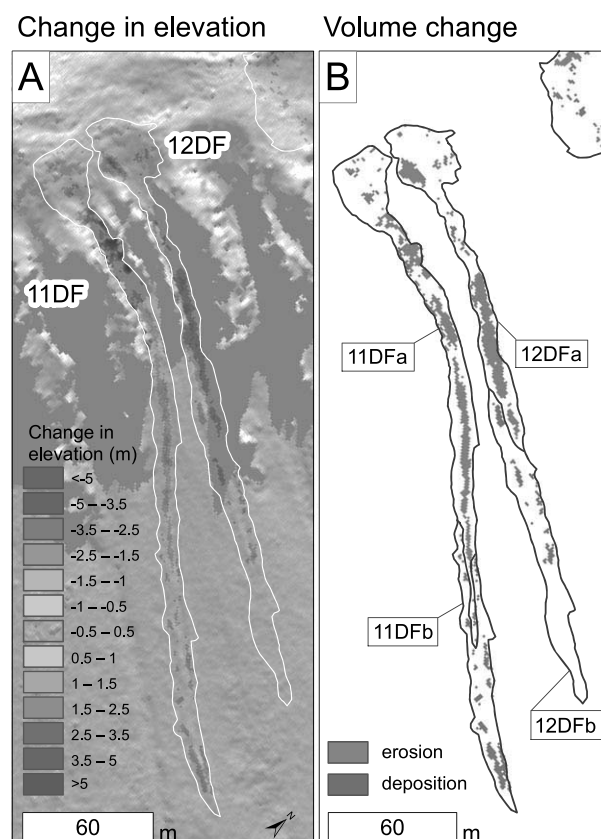 Change in elevation
Volume change
A
B
12DF
11DF
11DFa
12DFa
Change in
elevation (m)
<-5
-5 – -3.5
-3.5 – -2.5
-2.5 – -1.5
-1.5 – -1
-1 – -0.5
-0.5 – 0.5
0.5 – 1
1 – 1.5
1.5 – 2.5
2.5 – 3.5
3.5 – 5
>5
11DFb
12DFb
erosion
deposition
60 m
N
60 m